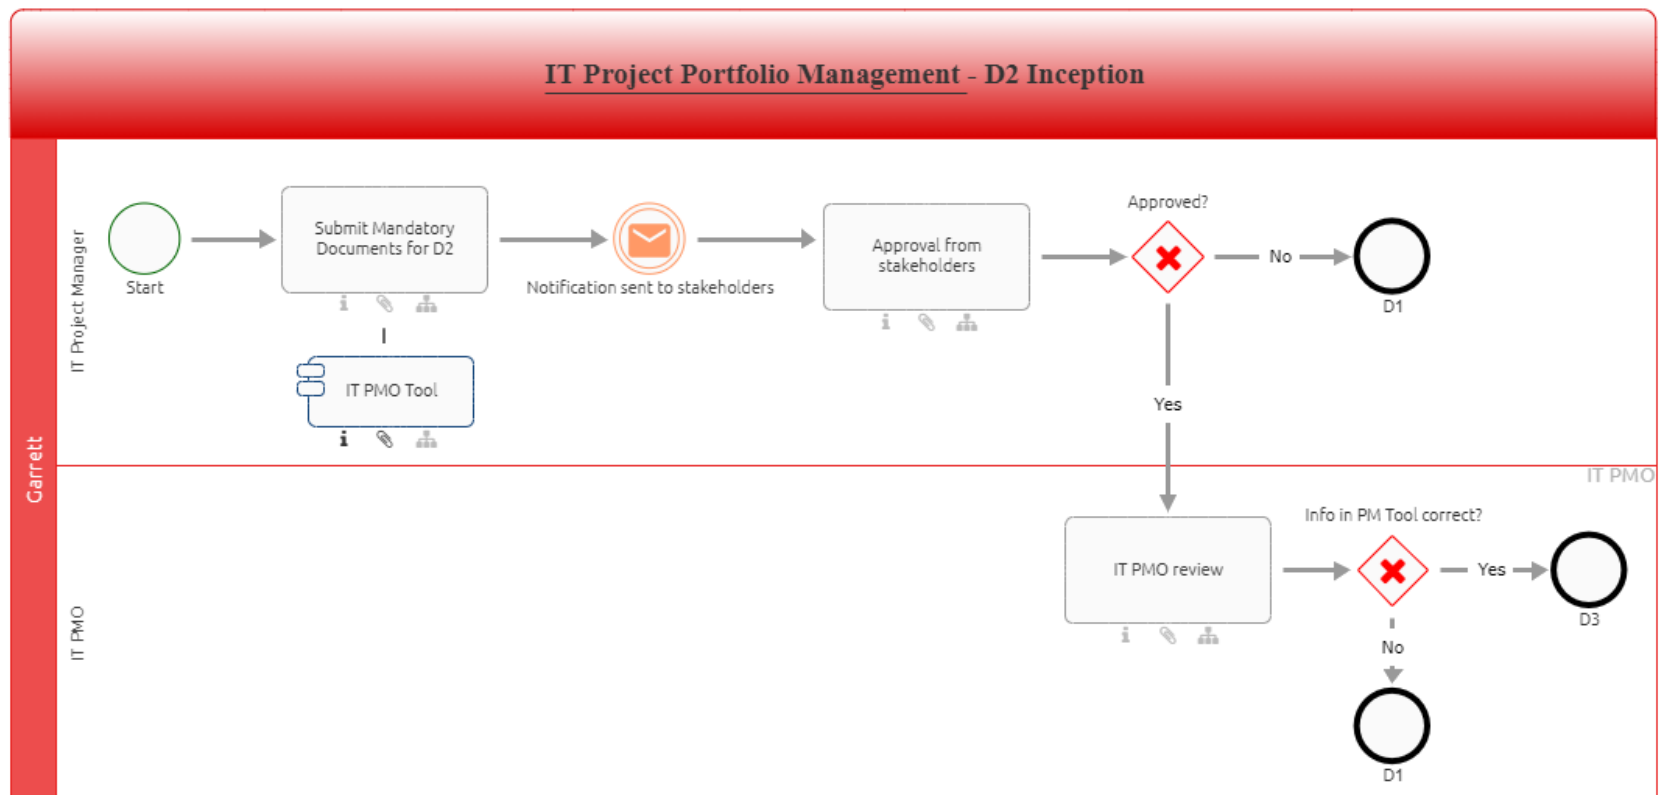 IT Project Portfolio Management - D2 Inception
Garrett
IT Project Manager
Start
Submit Mandatory
Documents for D2
IT PMO Tool
Notification sent to stakeholders
Approval from
stakeholders
Approved?
No
D1
Yes
IT PMO
IT PMO
IT PMO review
Info in PM Tool correct?
Yes
D3
No
D1